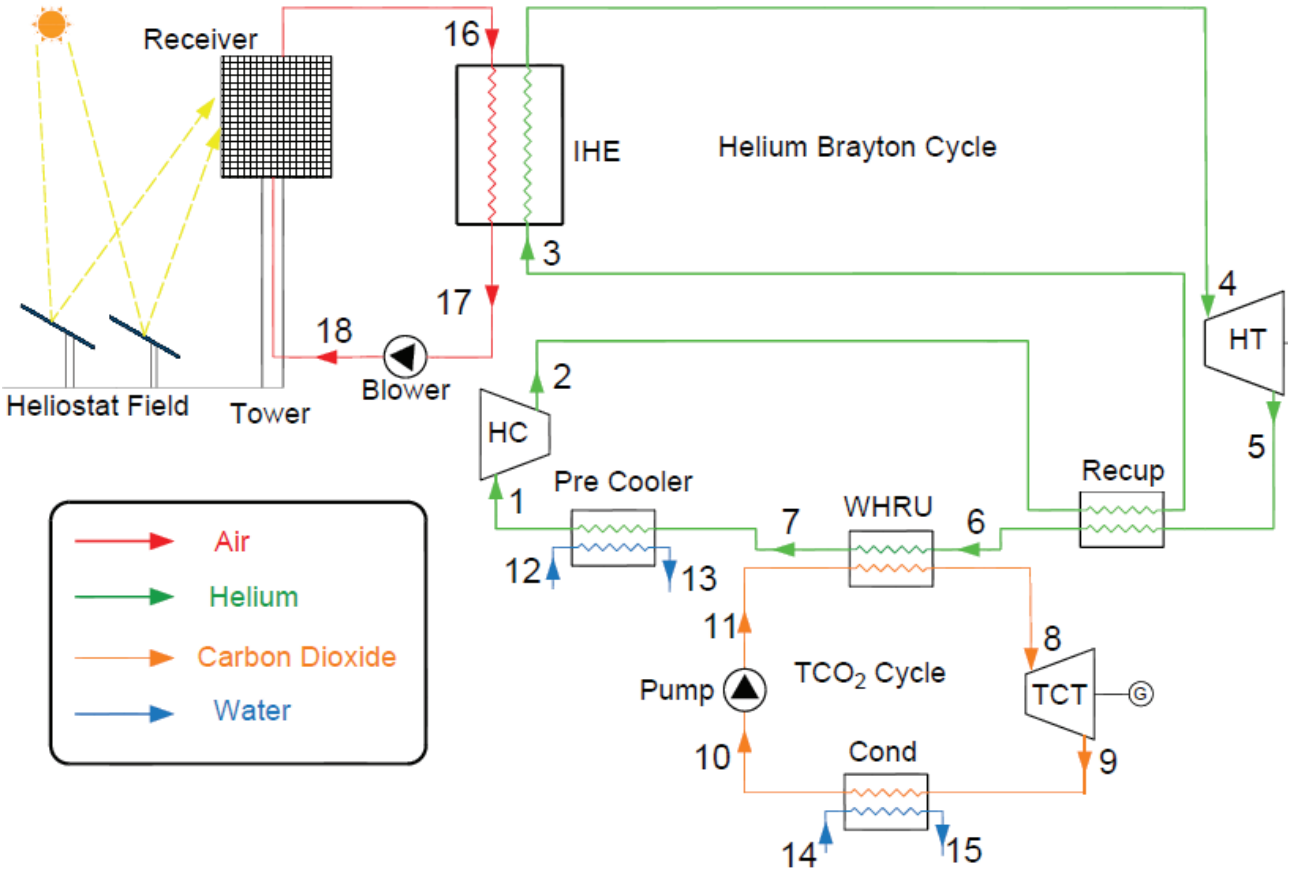 Receiver
16
IHE
Helium Brayton Cycle
3
4
17
18
HT
2
Blower
Heliostat Field
Tower
HC
5
Recup
Pre Cooler
1
WHRU
7
6
Air
12
13
Helium
11
8
Carbon Dioxide
TCO₂ Cycle
Pump
TCT
G
Water
10
Cond
9
14
15